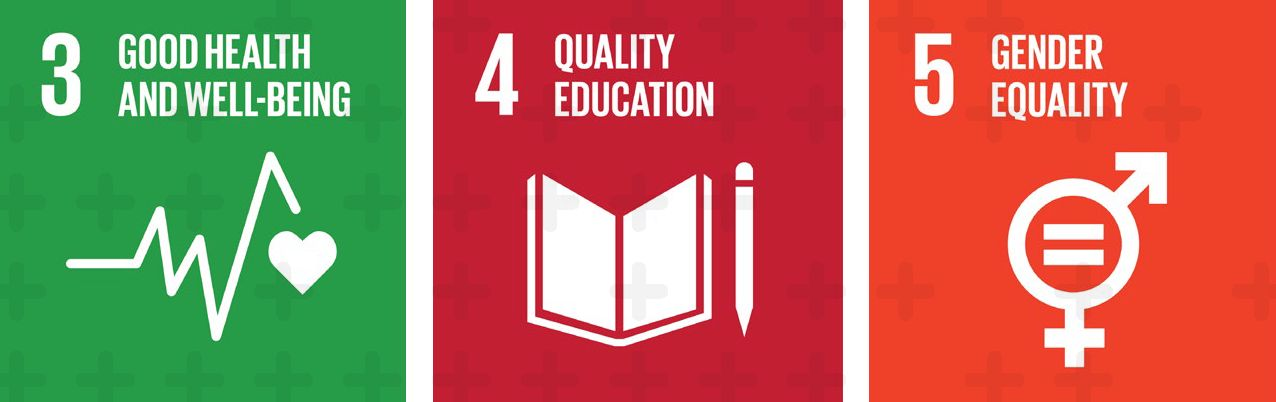 3
GOOD HEALTH
AND WELL-BEING
4
QUALITY
EDUCATION
5
GENDER
EQUALITY